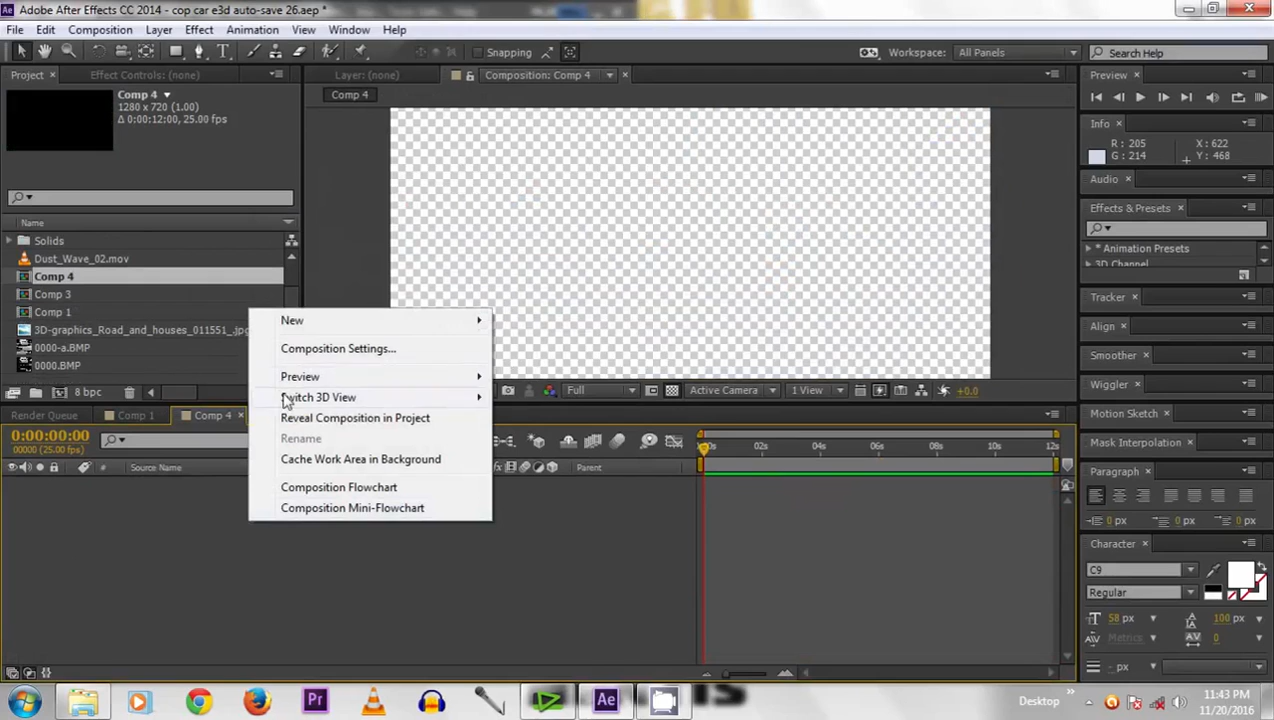 Adobe After Effects CC 2014 - cop car e3d auto-save 26.aep *
File Edit Composition Layer Effect Animation View Window Help
Snapping
Workspace: All Panels
Search Help
Project
Effect Controls: (none)
Layer: (none)
Composition: Comp 4
Preview
Comp 4
1280 x 720 (1.00)
Δ 0:00:12:00, 25.00 fps
Comp 4
Info
R : 205
G : 214
X : 622
Y : 468
Audio
Effects & Presets
* Animation Presets
3D Channel
Name
Solids
Dust_Wave_02.mov
Comp 4
Comp 3
Comp 1
3D-graphics_Road_and_houses_011551_.jpg
0000-a.BMP
0000.BMP
8 bpc
New
Composition Settings...
Preview
Switch 3D View
Reveal Composition in Project
Rename
Cache Work Area in Background
Composition Flowchart
Composition Mini-Flowchart
Full
Active Camera
1 View
+0.0
Tracker
Align
Smoother
Wiggler
Motion Sketch
Mask Interpolation
Paragraph
0 px
0 px
0 px
Character
C9
Regular
58 px
100 px
Metrics
0
- px
Render Queue
Comp 1
Comp 4
0:00:00:00
00000 (25.00 fps)
Source Name
Parent
02s
04s
06s
08s
10s
12s
Pr
Ae
Desktop
11:43 PM
11/20/2016